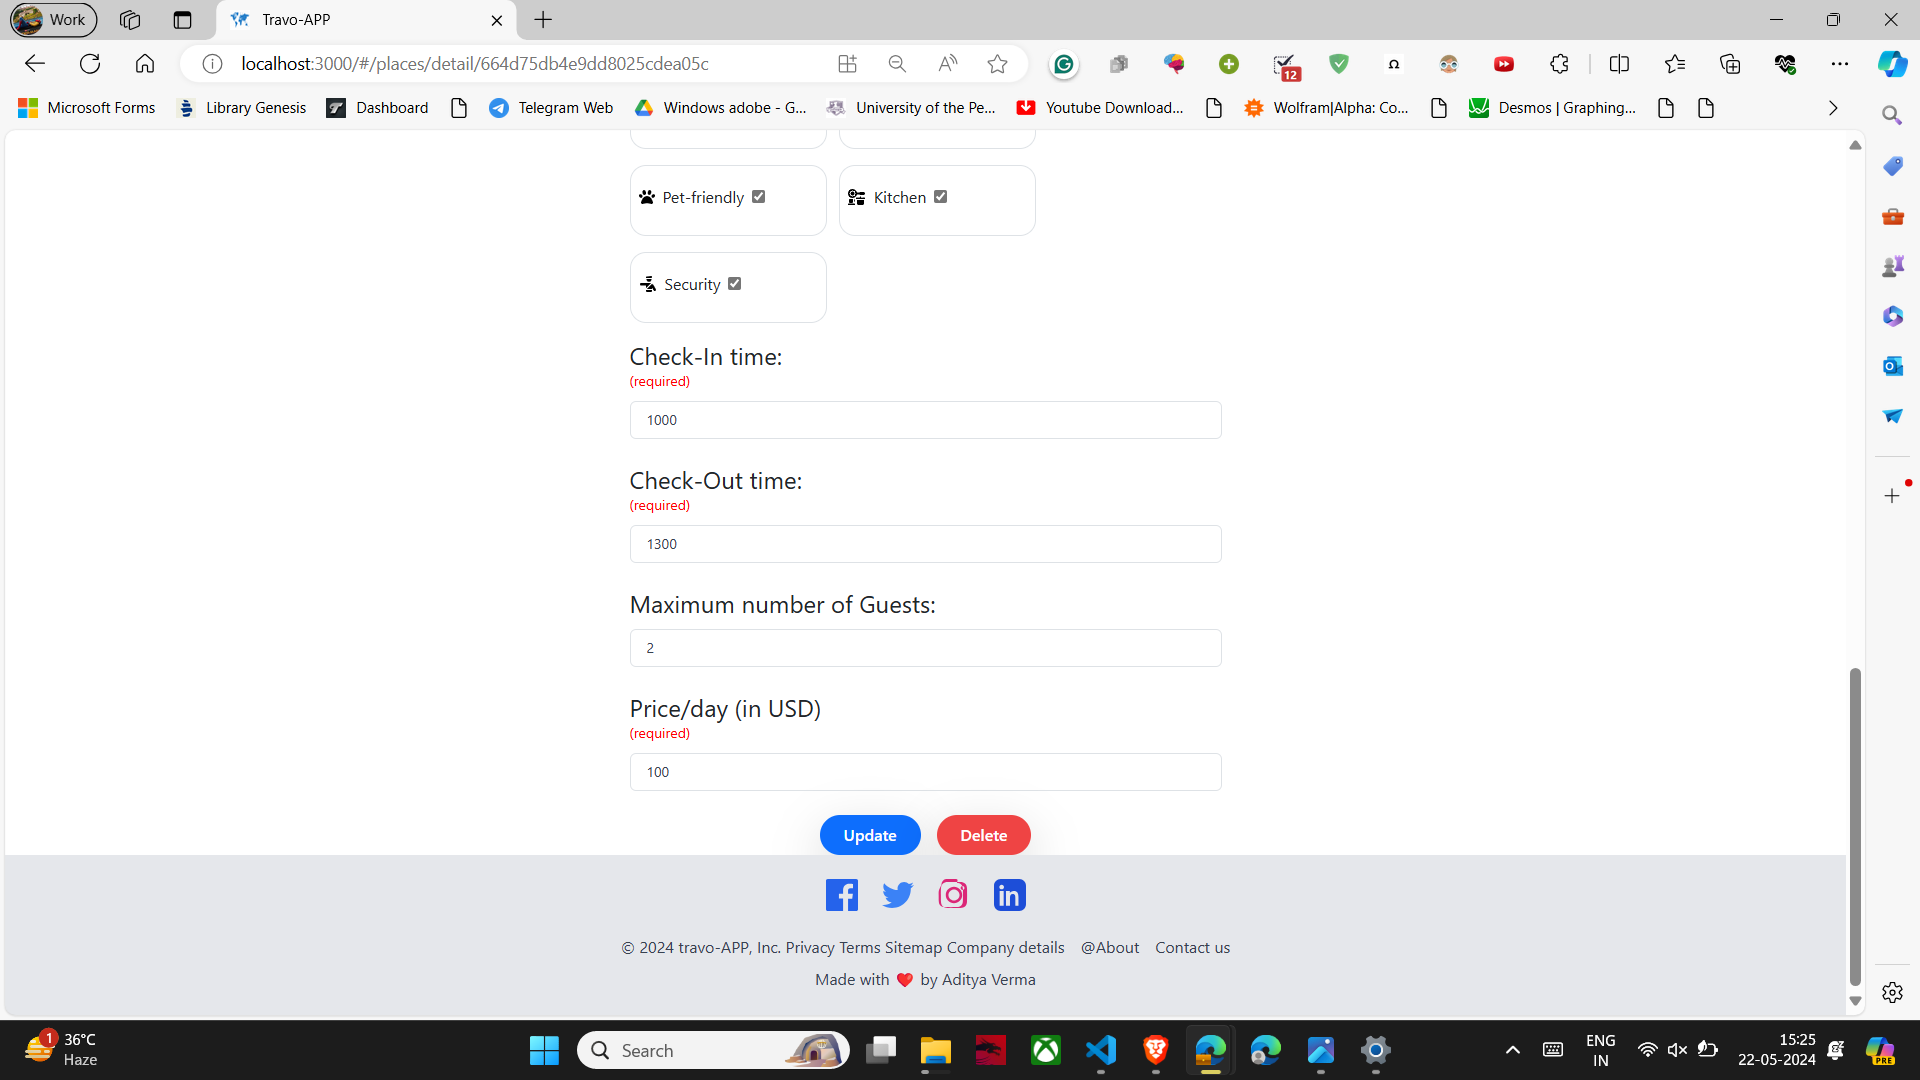 Work
Travo-APP
localhost:3000/#/places/detail/664d75db4e9dd8025cdea05c
12
Microsoft Forms
Library Genesis
Dashboard
Telegram Web
Windows adobe - G...
University of the Pe...
Youtube Download...
Wolfram|Alpha: Co...
Desmos | Graphing...
Pet-friendly
Kitchen
Security
Check-In time:
(required)
1000
Check-Out time:
(required)
1300
Maximum number of Guests:
2
Price/day (in USD)
(required)
100
Update
Delete
© 2024 travo-APP, Inc. Privacy Terms Sitemap Company details @About Contact us
Made with ❤️ by Aditya Verma
1
36°C
Haze
Search
ENG
IN
15:25
22-05-2024
PRE